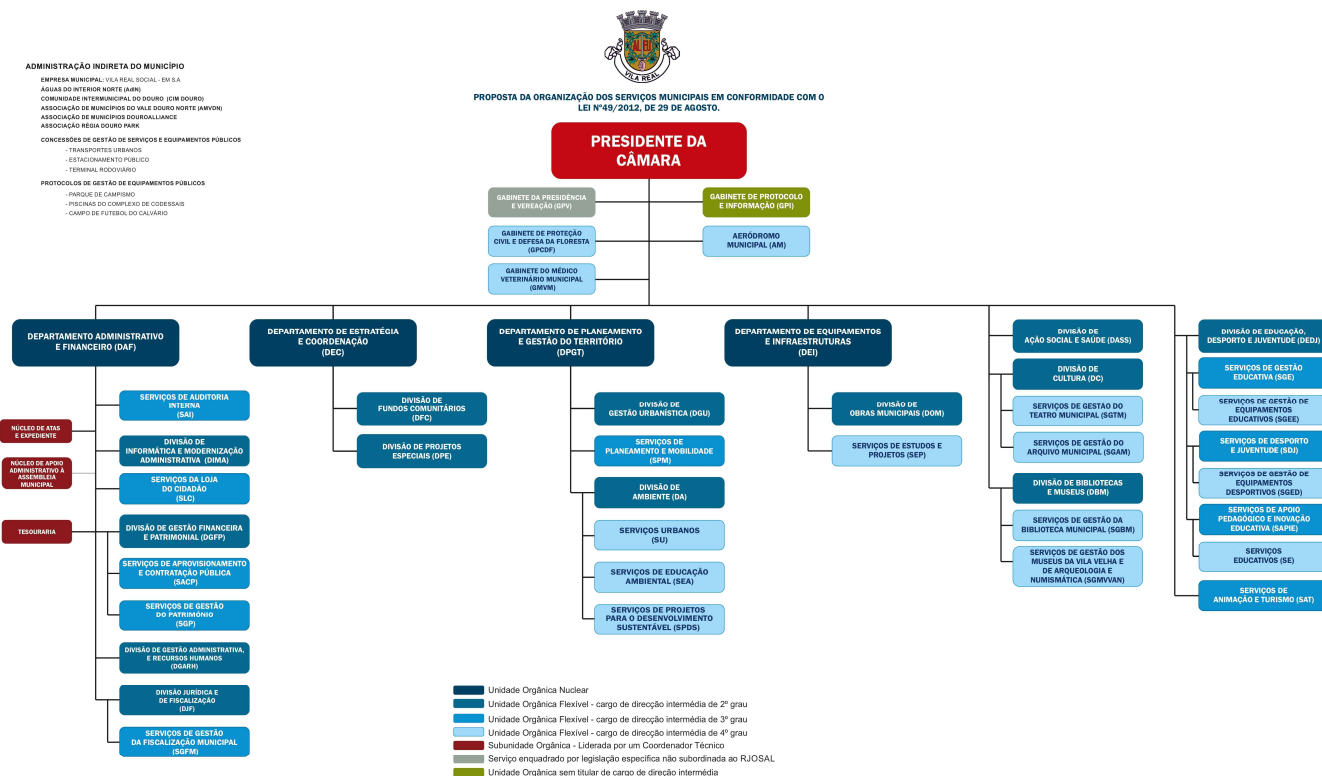 ADMINISTRAÇÃO INDIRETA DO MUNICÍPIO
EMPRESA MUNICIPAL: VILA REAL SOCIAL - EM S.A
ÁGUAS DO INTERIOR NORTE (AdIN)
COMUNIDADE INTERMUNICIPAL DO DOURO (CIM DOURO)
ASSOCIAÇÃO DE MUNICÍPIOS DO VALE DOURO NORTE (AMVDN)
ASSOCIAÇÃO DE MUNICÍPIOS DOUROALLIANCE
ASSOCIAÇÃO RÉGIA DOURO PARK
CONCESSÕES DE GESTÃO DE SERVIÇOS E EQUIPAMENTOS PÚBLICOS
- TRANSPORTES URBANOS
- ESTACIONAMENTO PÚBLICO
- TERMINAL RODOVIÁRIO
PROTOCOLOS DE GESTÃO DE EQUIPAMENTOS PÚBLICOS
- PARQUE DE CAMPISMO
- PISCINAS DO COMPLEXO DE CODESSAIS
- CAMPO DE FUTEBOL DO CALVÁRIO
ALEU
VILA REAL
PROPOSTA DA ORGANIZAÇÃO DOS SERVIÇOS MUNICIPAIS EM CONFORMIDADE COM O
LEI Nº49/2012, DE 29 DE AGOSTO.
PRESIDENTE DA
CÂMARA
GABINETE DA PRESIDÊNCIA
E VEREAÇÃO (GPV)
GABINETE DE PROTOCOLO
E INFORMAÇÃO (GPI)
GABINETE DE PROTEÇÃO
CIVIL E DEFESA DA FLORESTA
(GPCDF)
AERÓDROMO
MUNICIPAL (AM)
GABINETE DO MÉDICO
VETERINÁRIO MUNICIPAL
(GMVM)
DEPARTAMENTO ADMINISTRATIVO
E FINANCEIRO (DAF)
SERVIÇOS DE AUDITORIA
INTERNA
(SAI)
NÚCLEO DE ATAS
E EXPEDIENTE
DIVISÃO DE
INFORMÁTICA E MODERNIZAÇÃO
ADMINISTRATIVA (DIMA)
NÚCLEO DE APOIO
ADMINISTRATIVO À
ASSEMBLEIA
MUNICIPAL
SERVIÇOS DA LOJA
DO CIDADÃO
(SLC)
TESOURARIA
DIVISÃO DE GESTÃO FINANCEIRA
E PATRIMONIAL (DGFP)
SERVIÇOS DE APROVISIONAMENTO
E CONTRATAÇÃO PÚBLICA
(SACP)
SERVIÇOS DE GESTÃO
DO PATRIMÓNIO
(SGP)
DIVISÃO DE GESTÃO ADMINISTRATIVA,
E RECURSOS HUMANOS
(DGARH)
DIVISÃO JURÍDICA E
DE FISCALIZAÇÃO
(DJF)
SERVIÇOS DE GESTÃO
DA FISCALIZAÇÃO MUNICIPAL
(SGFM)
DEPARTAMENTO DE ESTRATÉGIA
E COORDENAÇÃO
(DEC)
DIVISÃO DE
FUNDOS COMUNITÁRIOS
(DFC)
DIVISÃO DE PROJETOS
ESPECIAIS (DPE)
DEPARTAMENTO DE PLANEAMENTO
E GESTÃO DO TERRITÓRIO
(DPGT)
DIVISÃO DE
GESTÃO URBANÍSTICA (DGU)
SERVIÇOS DE
PLANEAMENTO E MOBILIDADE
(SPM)
DIVISÃO DE
AMBIENTE (DA)
SERVIÇOS URBANOS
(SU)
SERVIÇOS DE EDUCAÇÃO
AMBIENTAL (SEA)
SERVIÇOS DE PROJETOS
PARA O DESENVOLVIMENTO
SUSTENTÁVEL (SPDS)
DEPARTAMENTO DE EQUIPAMENTOS
E INFRAESTRUTURAS
(DEI)
DIVISÃO DE
OBRAS MUNICIPAIS (DOM)
SERVIÇOS DE ESTUDOS E
PROJETOS (SEP)
DIVISÃO DE
AÇÃO SOCIAL E SAÚDE (DASS)
DIVISÃO DE
CULTURA (DC)
SERVIÇOS DE GESTÃO DO
TEATRO MUNICIPAL (SGTM)
SERVIÇOS DE GESTÃO DO
ARQUIVO MUNICIPAL (SGAM)
DIVISÃO DE BIBLIOTECAS
E MUSEUS (DBM)
SERVIÇOS DE GESTÃO DA
BIBLIOTECA MUNICIPAL (SGBM)
SERVIÇOS DE GESTÃO DOS
MUSEUS DA VILA VELHA E
DE ARQUEOLOGIA E
NUMISMÁTICA (SGMVVAN)
DIVISÃO DE EDUCAÇÃO,
DESPORTO E JUVENTUDE (DEDJ)
SERVIÇOS DE GESTÃO
EDUCATIVA (SGE)
SERVIÇOS DE GESTÃO DE
EQUIPAMENTOS
EDUCATIVOS (SGEE)
SERVIÇOS DE DESPORTO
E JUVENTUDE (SDJ)
SERVIÇOS DE GESTÃO DE
EQUIPAMENTOS
DESPORTIVOS (SGED)
SERVIÇOS DE APOIO
PEDAGÓGICO E INOVAÇÃO
EDUCATIVA (SAPIE)
SERVIÇOS
EDUCATIVOS (SE)
SERVIÇOS DE
ANIMAÇÃO E TURISMO (SAT)
Unidade Orgânica Nuclear
Unidade Orgânica Flexível - cargo de direcção intermédia de 2º grau
Unidade Orgânica Flexível - cargo de direcção intermédia de 3º grau
Unidade Orgânica Flexível - cargo de direcção intermédia de 4º grau
Subunidade Orgânica - Liderada por um Coordenador Técnico
Serviço enquadrado por legislação específica não subordinada ao RJOSAL
Unidade Orgânica sem titular de cargo de direção intermédia